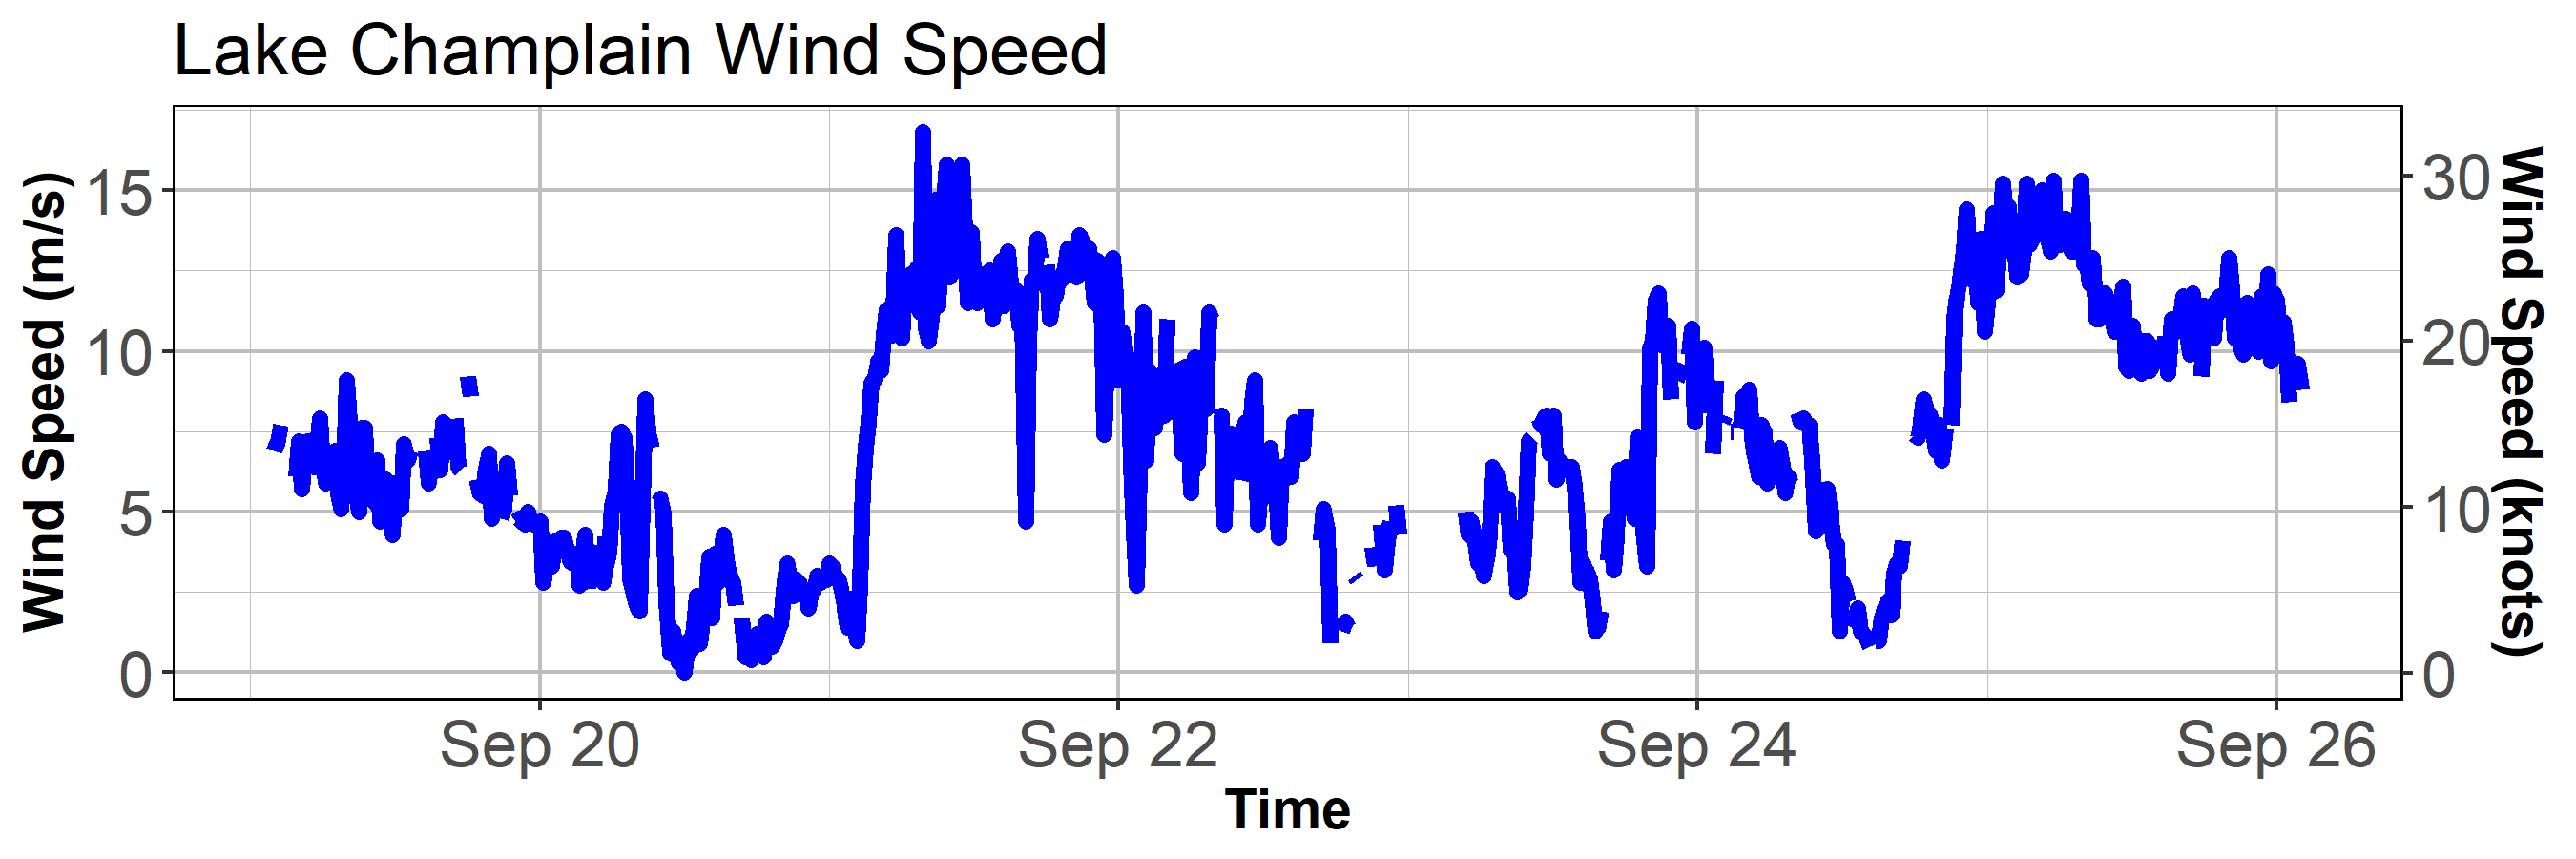 Lake Champlain Wind Speed
Wind Speed (m/s)
15
10
5
0
30
20
10
0
Wind Speed (knots)
Sep 20 Sep 22 Sep 24 Sep 26
Time